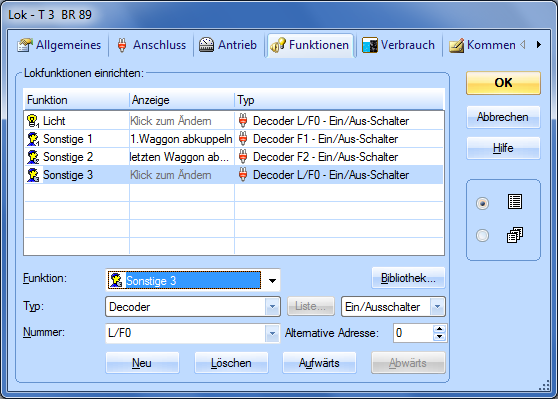 Lok - T 3 BR 89
Allgemeines Anschluss Antrieb Funktionen Verbrauch Kommen
Lokfunktionen einrichten:
Funktion Anzeige Typ
Licht Klick zum Ändern Decoder L/F0 - Ein/Aus-Schalter
Sonstige 1 1.Waggon abkuppeln Decoder F1 - Ein/Aus-Schalter
Sonstige 2 letzten Waggon ab... Decoder F2 - Ein/Aus-Schalter
Sonstige 3 Klick zum Ändern Decoder L/F0 - Ein/Aus-Schalter
Funktion: Sonstige 3 Bibliothek...
Typ: Decoder Liste... Ein/Ausschalter
Nummer: L/F0 Alternative Adresse: 0
Neu Löschen Aufwärts Abwärts
OK
Abbrechen
Hilfe